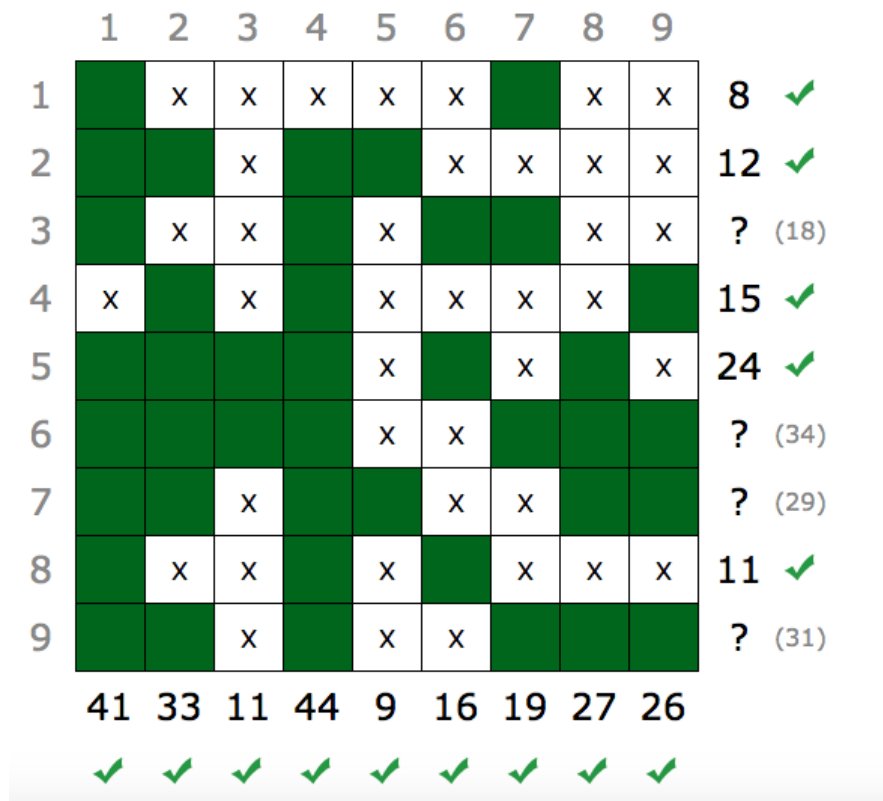 1 2 3 4 5 6 7 8 9
1 x x x x x x x 8 ✓
2 x x x x x 12 ✓
3 x x x x x ? (18)
4 x x x x x x 15 ✓
5 x x x 24 ✓
6 x x ? (34)
7 x x x ? (29)
8 x x x x x x 11 ✓
9 x x x ? (31)
41 33 11 44 9 16 19 27 26
✓ ✓ ✓ ✓ ✓ ✓ ✓ ✓ ✓